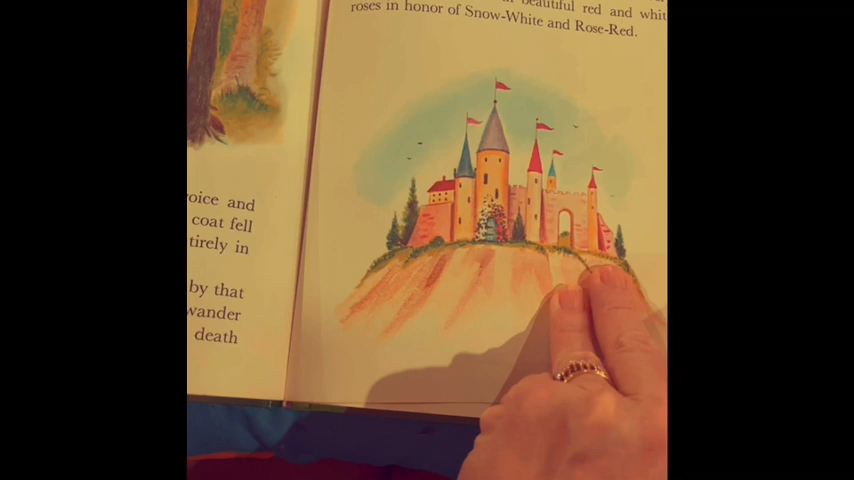 oice and
coat fell
tirely in
by that
wander
death
beautiful red and whit
roses in honor of Snow-White and Rose-Red.